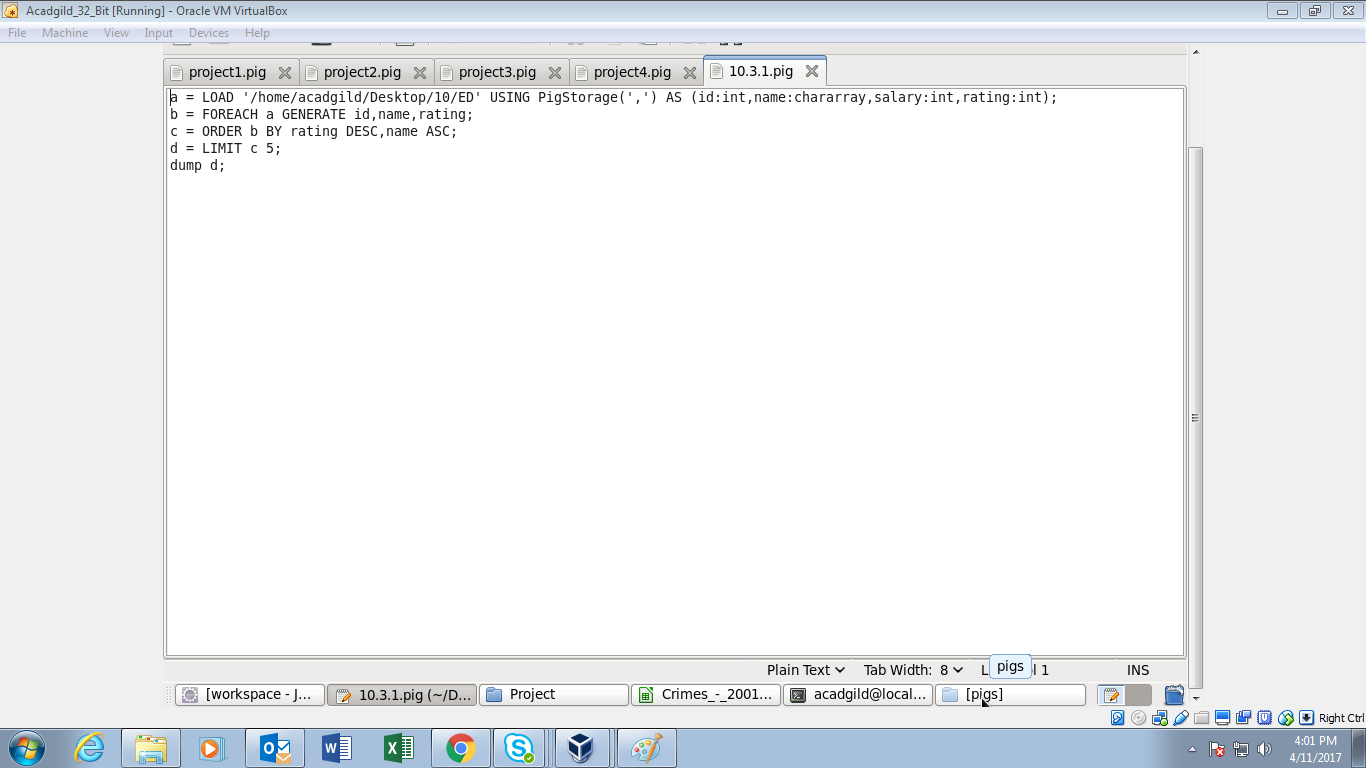 Acadgild_32_Bit [Running] - Oracle VM VirtualBox
File Machine View Input Devices Help
project1.pig project2.pig project3.pig project4.pig 10.3.1.pig
a = LOAD '/home/acadgild/Desktop/10/ED' USING PigStorage(',') AS (id:int,name:chararray,salary:int,rating:int);
b = FOREACH a GENERATE id,name,rating;
c = ORDER b BY rating DESC,name ASC;
d = LIMIT c 5;
dump d;
Plain Text Tab Width: 8 1 INS
pigs
[workspace - J... 10.3.1.pig (~/D... Project Crimes_-_2001... acadgild@local... [pigs]
Right Ctrl
4:01 PM
4/11/2017